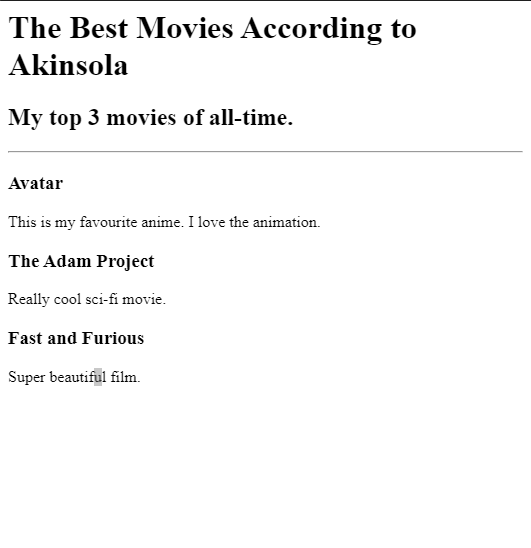 The Best Movies According to
Akinsola
My top 3 movies of all-time.
Avatar
This is my favourite anime. I love the animation.
The Adam Project
Really cool sci-fi movie.
Fast and Furious
Super beautiful film.